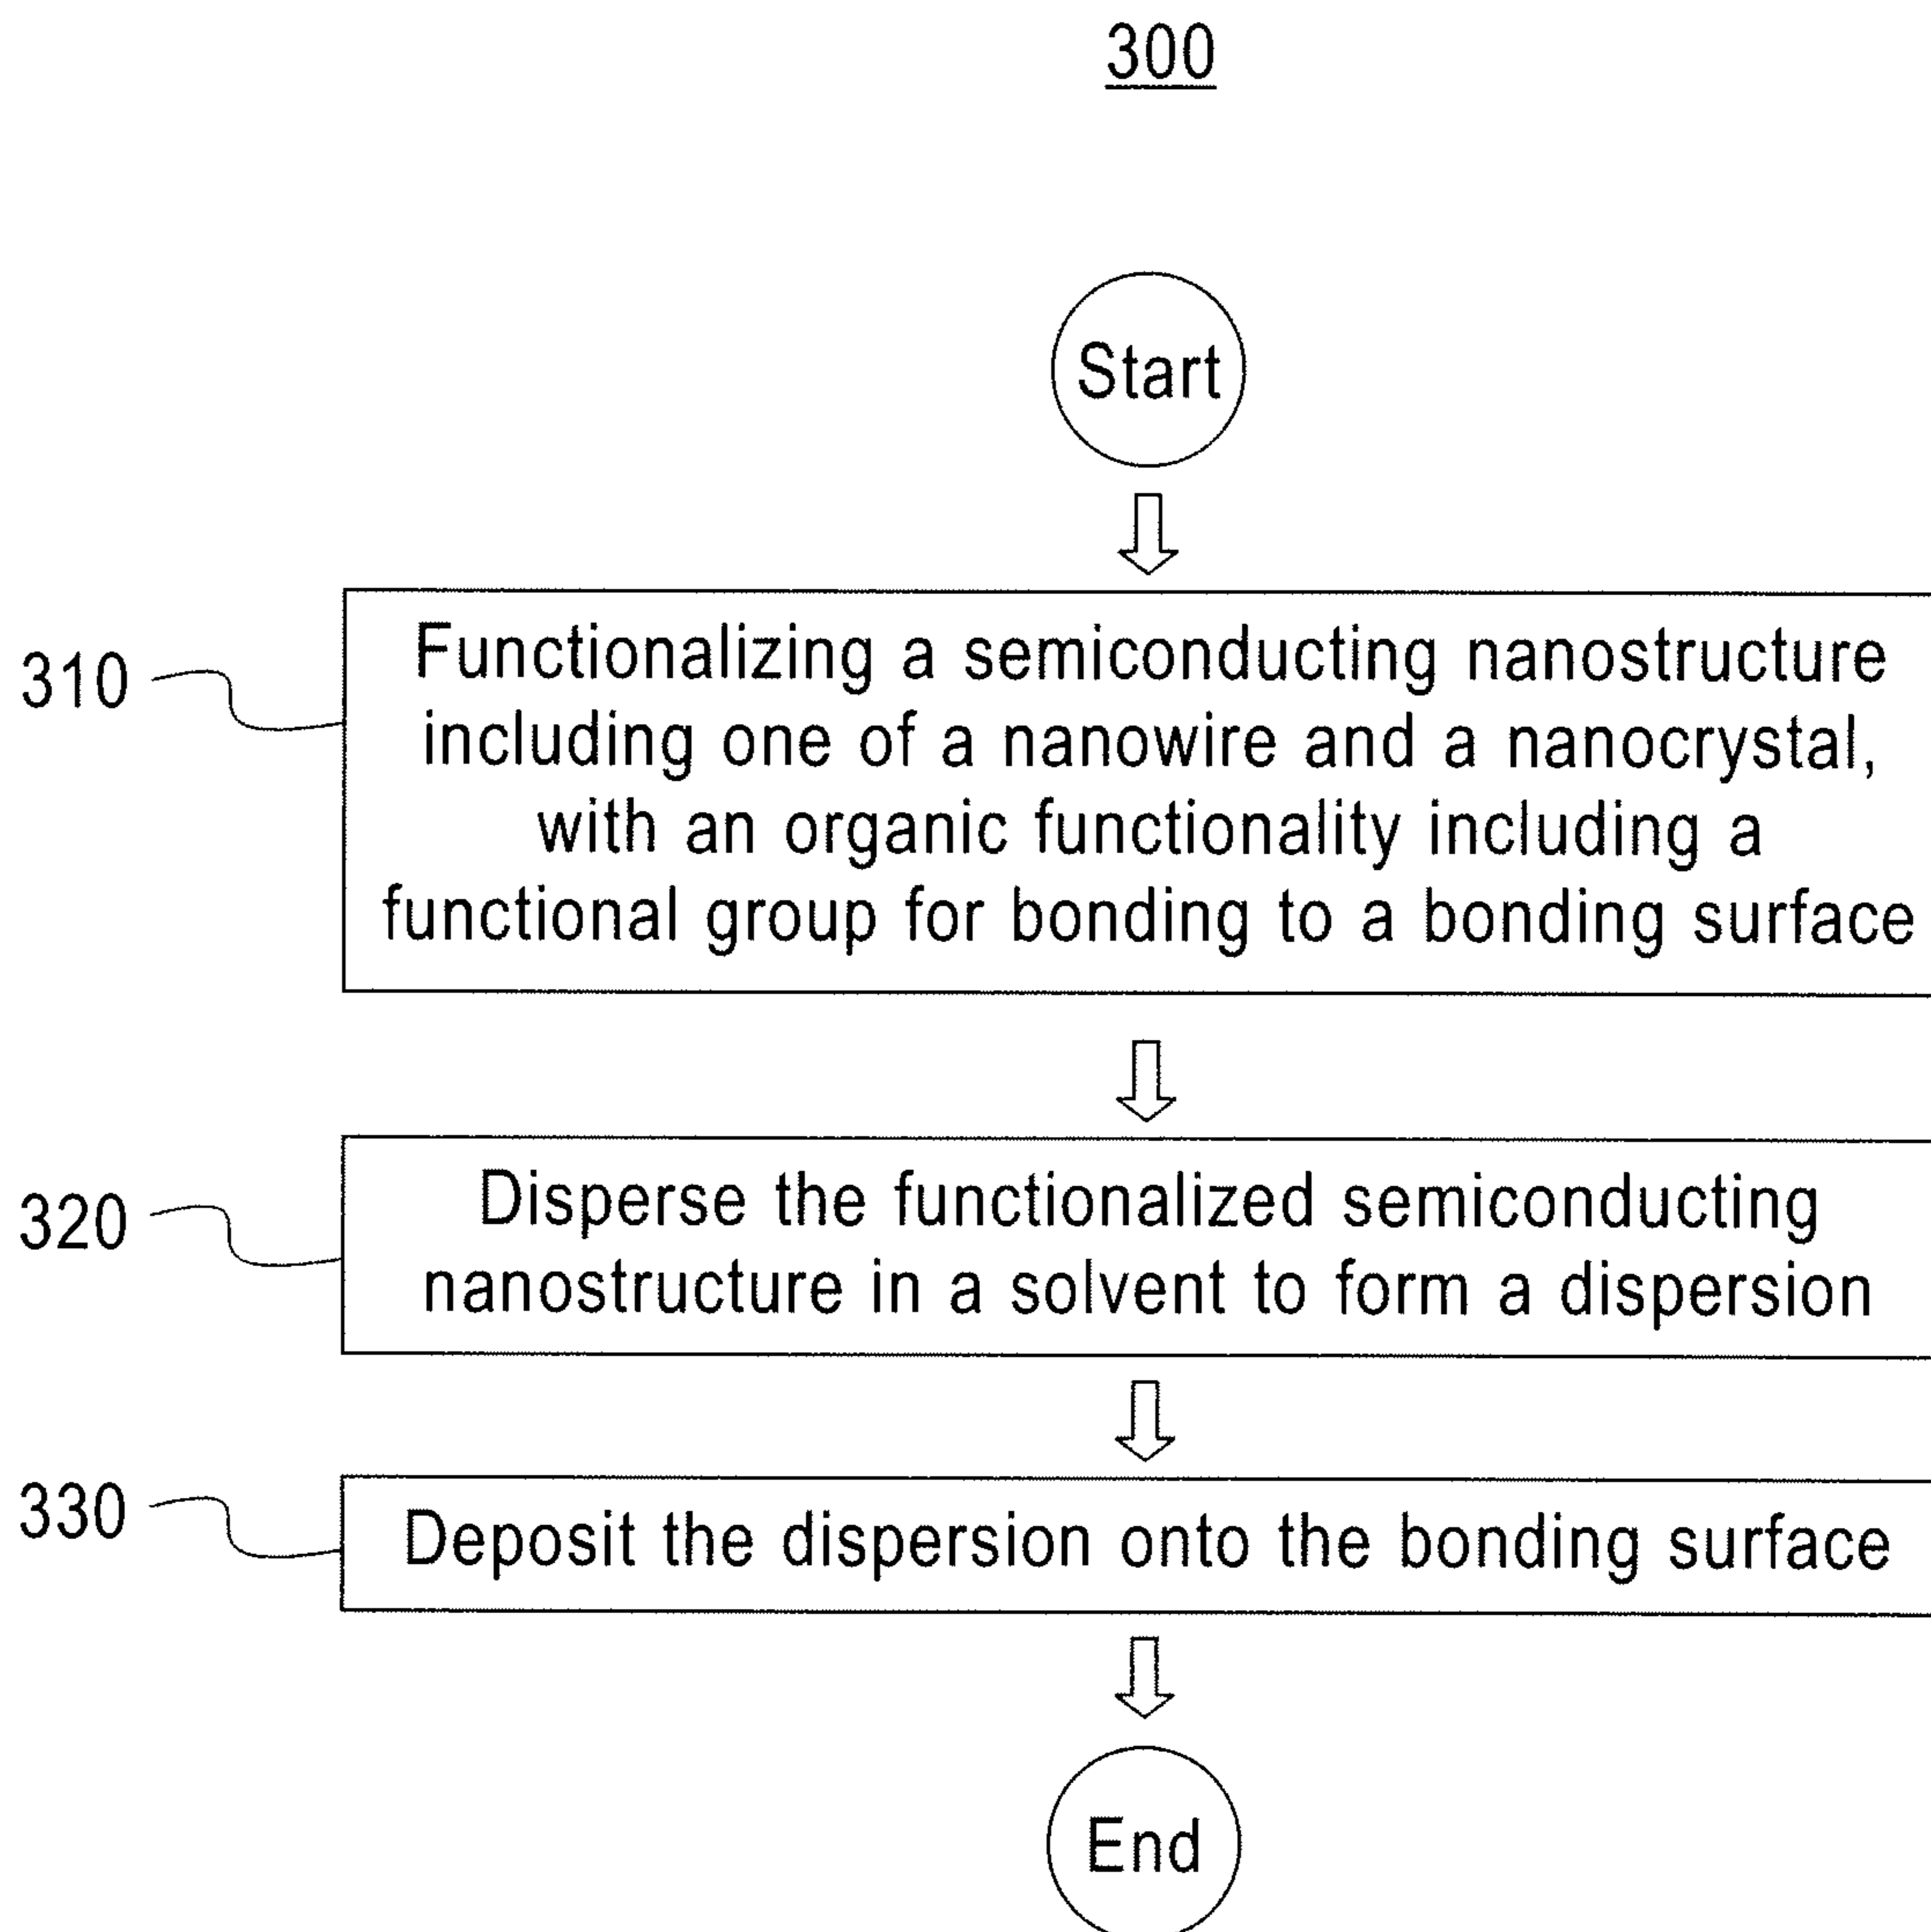 300
Start
310
Functionalizing a semiconducting nanostructure
including one of a nanowire and a nanocrystal,
with an organic functionality including a
functional group for bonding to a bonding surface
320
Disperse the functionalized semiconducting
nanostructure in a solvent to form a dispersion
330
Deposit the dispersion onto the bonding surface
End